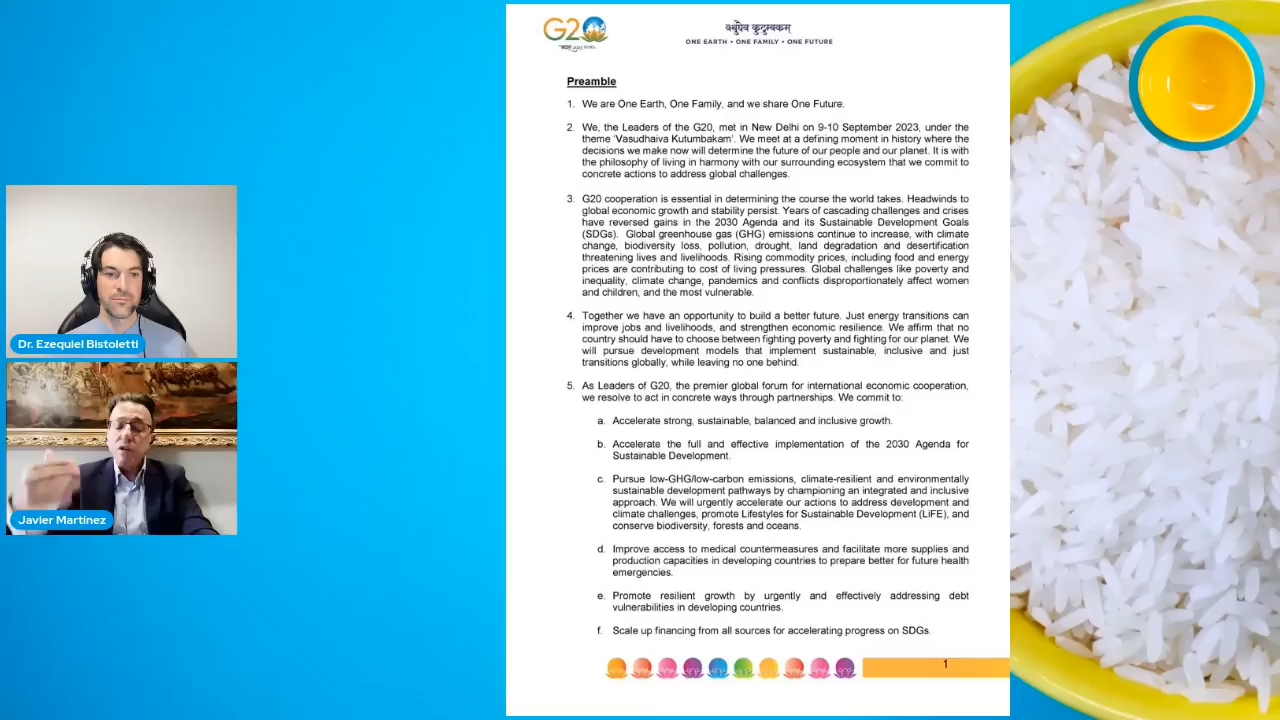 G20
वसुधैव कुटुम्बकम्
ONE EARTH • ONE FAMILY • ONE FUTURE
Preamble
1. We are One Earth, One Family, and we share One Future.
2. We, the Leaders of the G20, met in New Delhi on 9-10 September 2023, under the
theme 'Vasudhaiva Kutumbakam'. We meet at a defining moment in history where the
decisions we make now will determine the future of our people and our planet. It is with
the philosophy of living in harmony with our surrounding ecosystem that we commit to
concrete actions to address global challenges.
3. G20 cooperation is essential in determining the course the world takes. Headwinds to
global economic growth and stability persist. Years of cascading challenges and crises
have reversed gains in the 2030 Agenda and its Sustainable Development Goals
(SDGs). Global greenhouse gas (GHG) emissions continue to increase, with climate
change, biodiversity loss, pollution, drought, land degradation and desertification
threatening lives and livelihoods. Rising commodity prices, including food and energy
prices are contributing to cost of living pressures. Global challenges like poverty and
inequality, climate change, pandemics and conflicts disproportionately affect women
and children, and the most vulnerable.
4. Together we have an opportunity to build a better future. Just energy transitions can
improve jobs and livelihoods, and strengthen economic resilience. We affirm that no
country should have to choose between fighting poverty and fighting for our planet. We
will pursue development models that implement sustainable, inclusive and just
transitions globally, while leaving no one behind.
5. As Leaders of G20, the premier global forum for international economic cooperation,
we resolve to act in concrete ways through partnerships. We commit to:
a. Accelerate strong, sustainable, balanced and inclusive growth.
b. Accelerate the full and effective implementation of the 2030 Agenda for
Sustainable Development.
c. Pursue low-GHG/low-carbon emissions, climate-resilient and environmentally
sustainable development pathways by championing an integrated and inclusive
approach. We will urgently accelerate our actions to address development and
climate challenges, promote Lifestyles for Sustainable Development (LiFE), and
conserve biodiversity, forests and oceans.
d. Improve access to medical countermeasures and facilitate more supplies and
production capacities in developing countries to prepare better for future health
emergencies.
e. Promote resilient growth by urgently and effectively addressing debt
vulnerabilities in developing countries.
f. Scale up financing from all sources for accelerating progress on SDGs.
1
Dr. Ezequiel Bistoletti
Javier Martínez